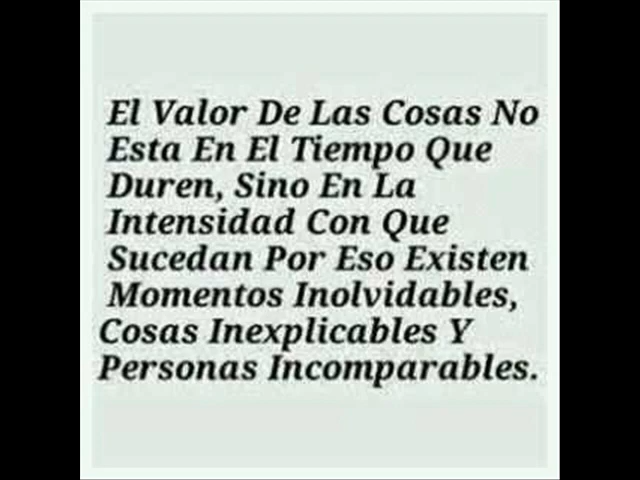 El Valor De Las Cosas No
Esta En El Tiempo Que
Duren, Sino En La
Intensidad Con Que
Sucedan Por Eso Existen
Momentos Inolvidables,
Cosas Inexplicables Y
Personas Incomparables.